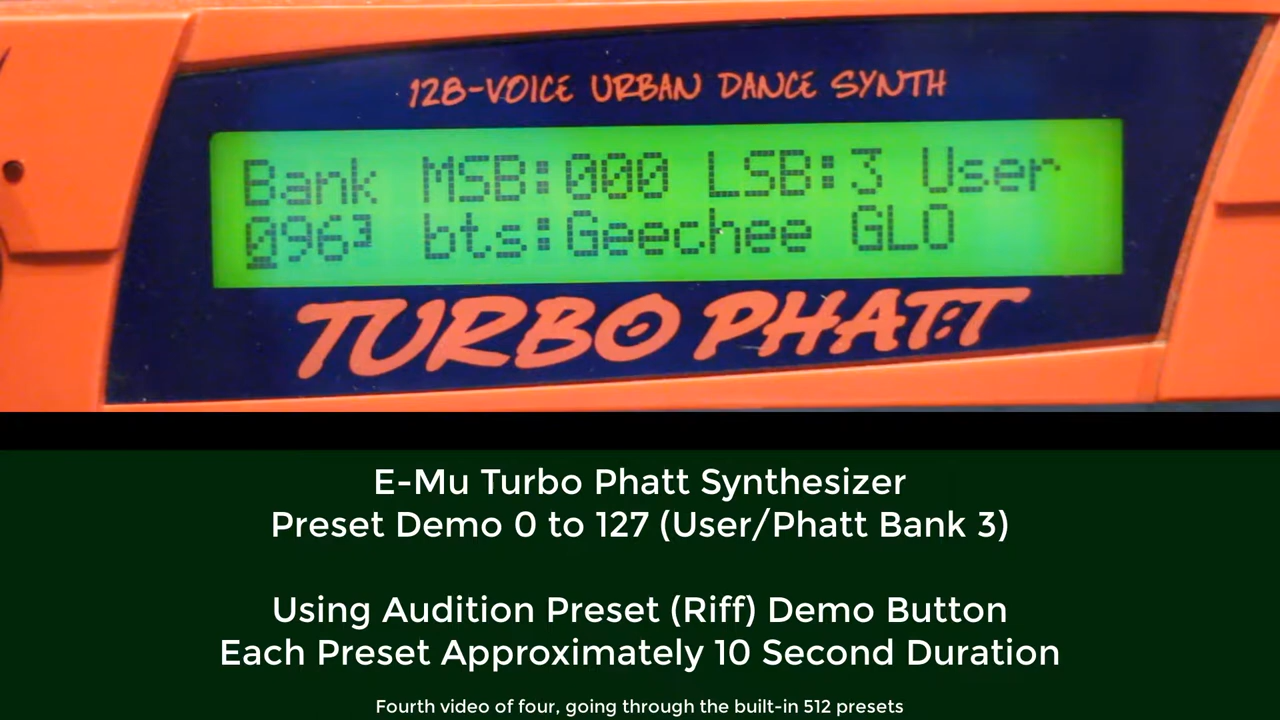 128-VOICE URBAN DANCE SYNTH
Bank MSB:000 LSB:3 User
096³ bts:Geechee GLO
TURBO PHATT
E-Mu Turbo Phatt Synthesizer
Preset Demo 0 to 127 (User/Phatt Bank 3)
Using Audition Preset (Riff) Demo Button
Each Preset Approximately 10 Second Duration
Fourth video of four, going through the built-in 512 presets